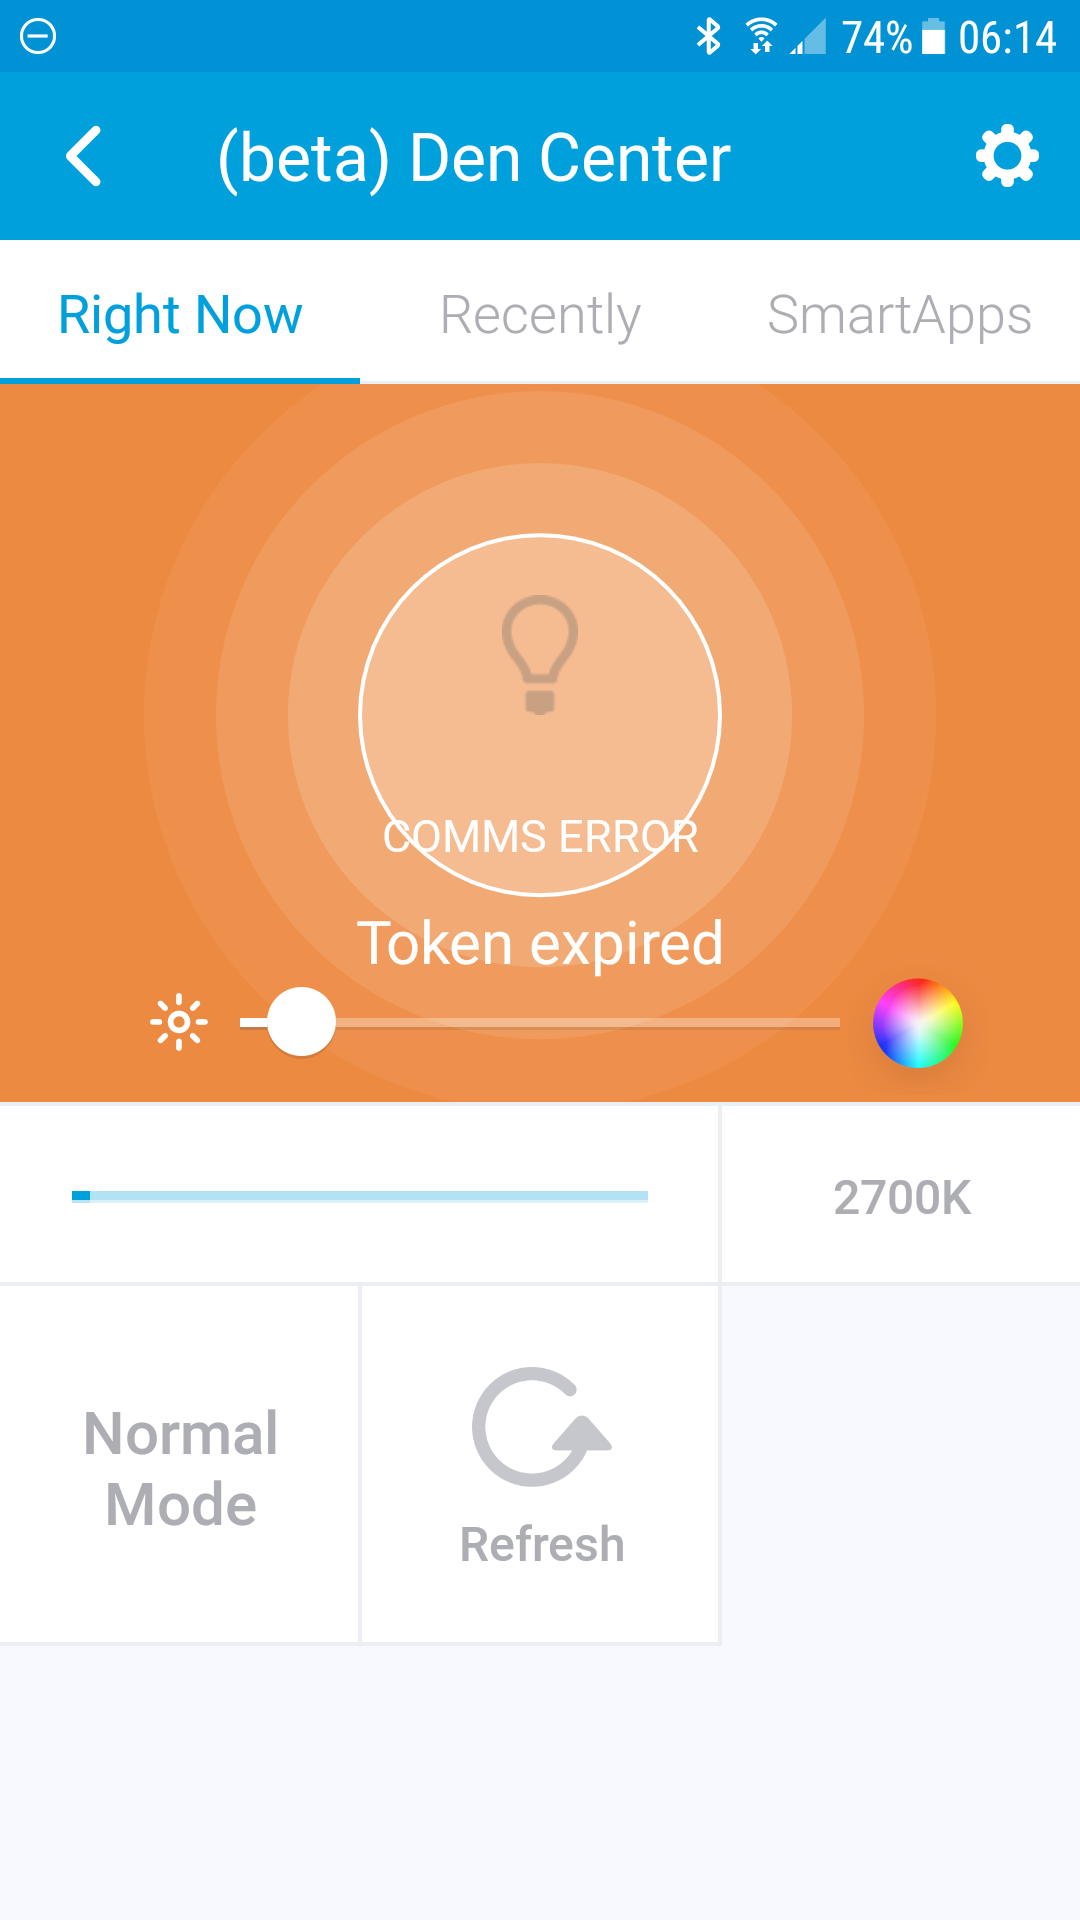 74% 06:14
(beta) Den Center
Right Now Recently SmartApps
COMMS ERROR
Token expired
2700K
Normal
Mode
Refresh